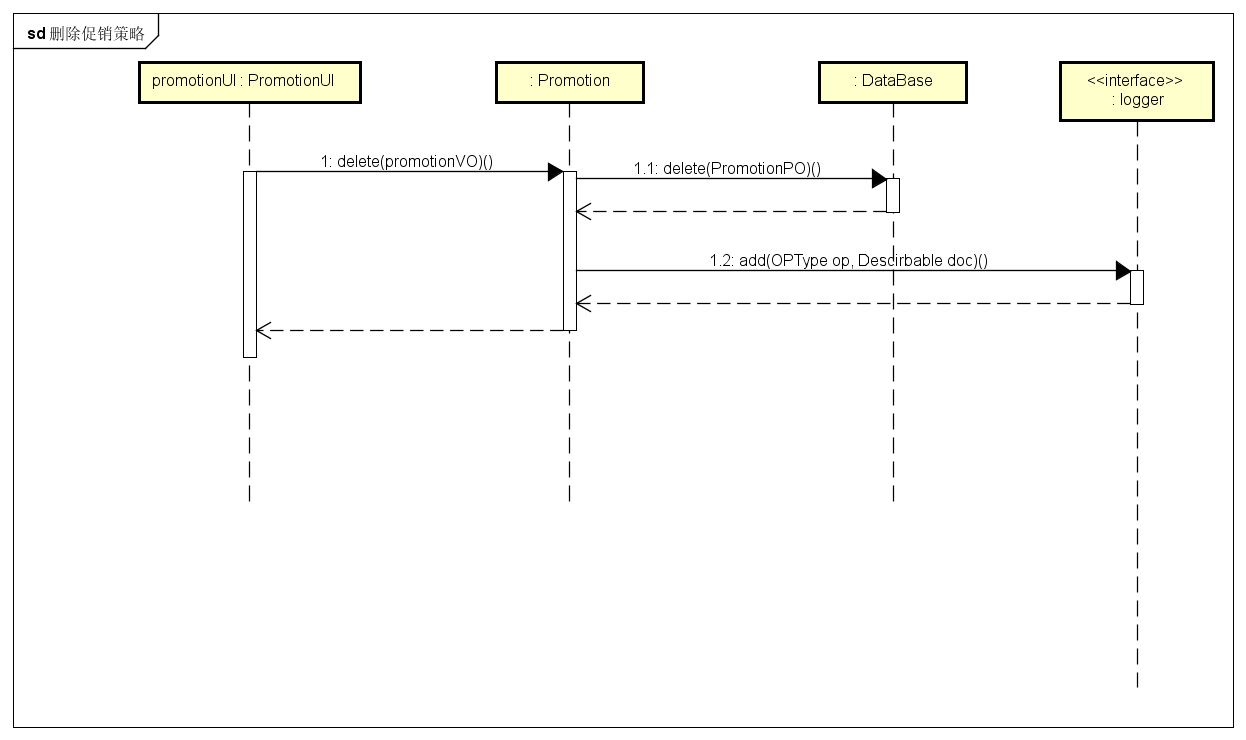 sd 删除促销策略
promotionUI : PromotionUI
: Promotion
: DataBase
<<interface>>
: logger
1: delete(promotionVO)()
1.1: delete(PromotionPO)()
1.2: add(OPType op, Descirbable doc)()